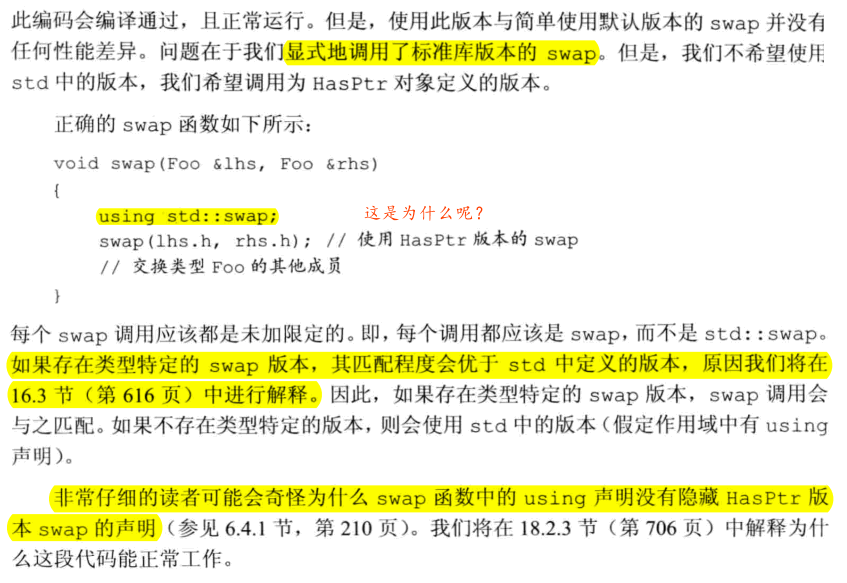 此编码会编译通过，且正常运行。但是，使用此版本与简单使用默认版本的 swap 并没有
任何性能差异。问题在于我们显式地调用了标准库版本的 swap。但是，我们不希望使用
std 中的版本，我们希望调用为 HasPtr 对象定义的版本。
正确的 swap 函数如下所示：
void swap(Foo &lhs, Foo &rhs)
{
using std::swap; 这是为什么呢？
swap(lhs.h, rhs.h); // 使用 HasPtr 版本的 swap
// 交换类型 Foo 的其他成员
}
每个 swap 调用应该都是未加限定的。即，每个调用都应该是 swap，而不是 std::swap。
如果存在类型特定的 swap 版本，其匹配程度会优于 std 中定义的版本，原因我们将在
16.3 节（第 616 页）中进行解释。因此，如果存在类型特定的 swap 版本，swap 调用会
与之匹配。如果不存在类型特定的版本，则会使用 std 中的版本（假定作用域中有 using
声明）。
非常仔细的读者可能会奇怪为什么 swap 函数中的 using 声明没有隐藏 HasPtr 版
本 swap 的声明（参见 6.4.1 节，第 210 页）。我们将在 18.2.3 节（第 706 页）中解释为什
么这段代码能正常工作。